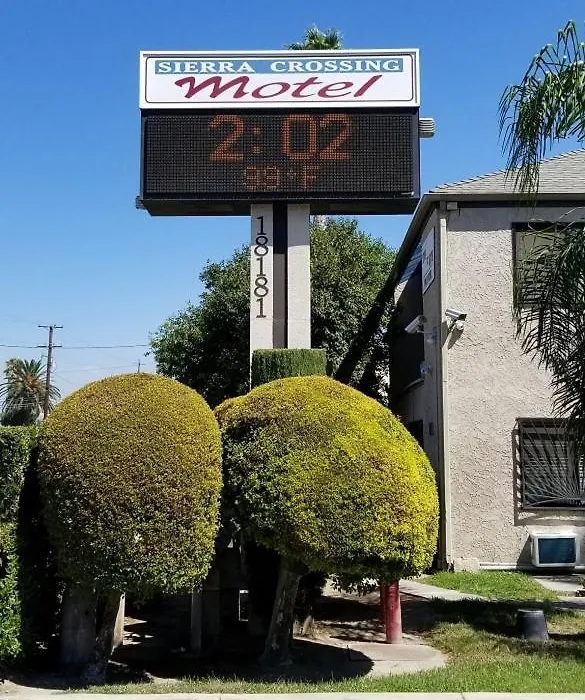 SIERRA CROSSING
Motel
2:02
99°F
18181